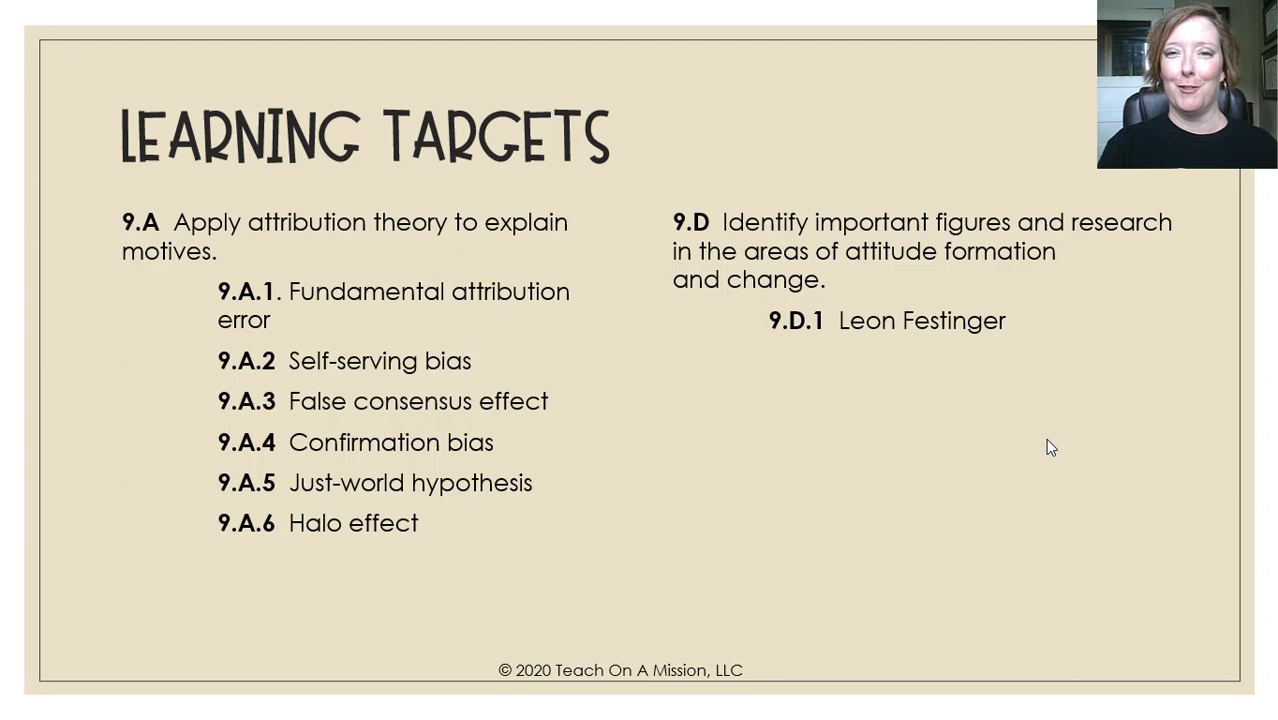 LEARNING TARGETS
9.A Apply attribution theory to explain
motives.
9.A.1. Fundamental attribution
error
9.A.2 Self-serving bias
9.A.3 False consensus effect
9.A.4 Confirmation bias
9.A.5 Just-world hypothesis
9.A.6 Halo effect
9.D Identify important figures and research
in the areas of attitude formation
and change.
9.D.1 Leon Festinger
© 2020 Teach On A Mission, LLC